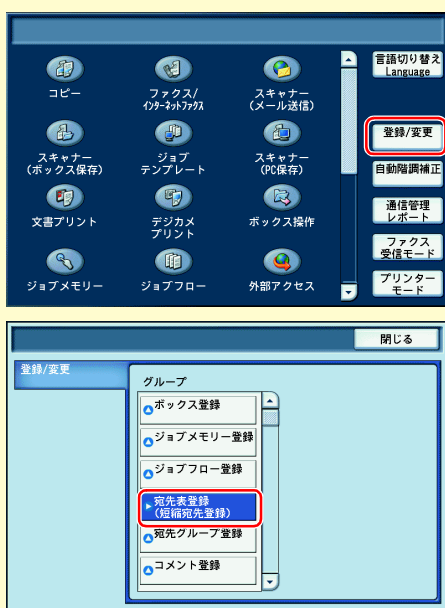 言語切り替え
Language
コピー
ファクス/
インターネットファクス
スキャナー
(メール送信)
登録/変更
スキャナー
(ボックス保存)
ジョブ
テンプレート
スキャナー
(PC保存)
自動階調補正
文書プリント
デジカメ
プリント
ボックス操作
通信管理
レポート
ファクス
受信モード
ジョブメモリー
ジョブフロー
外部アクセス
プリンター
モード
閉じる
登録/変更
グループ
ボックス登録
ジョブメモリー登録
ジョブフロー登録
宛先表登録
(短縮宛先登録)
宛先グループ登録
コメント登録